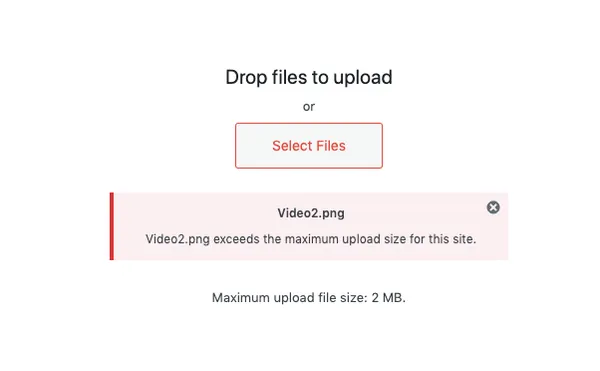 Drop files to upload
or
Select Files
Video2.png
Video2.png exceeds the maximum upload size for this site.
Maximum upload file size: 2 MB.